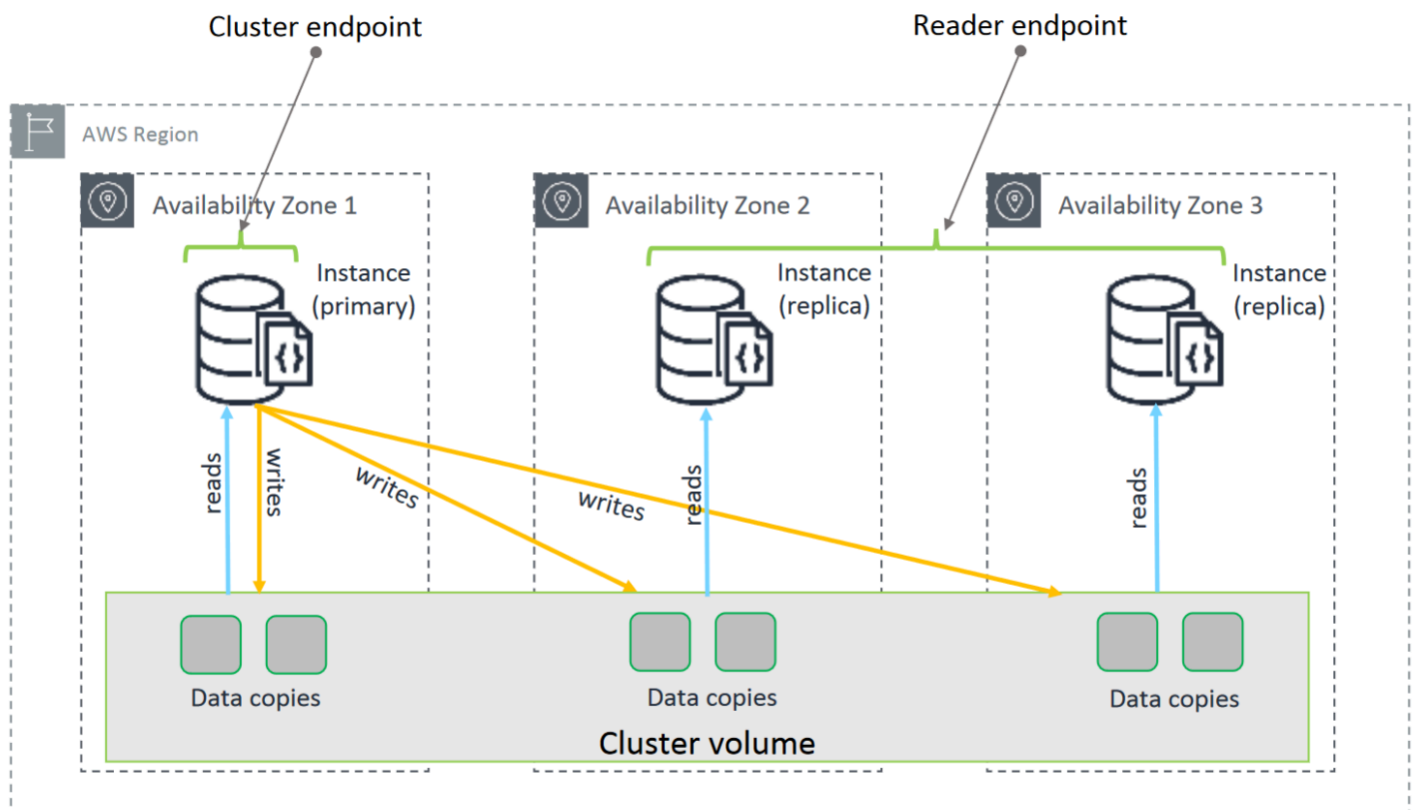 Cluster endpoint
Reader endpoint
AWS Region
Availability Zone 1
Availability Zone 2
Availability Zone 3
Instance
(primary)
Instance
(replica)
Instance
(replica)
{}
{}
{}
reads
writes
writes
writes
reads
reads
Data copies
Data copies
Data copies
Cluster volume